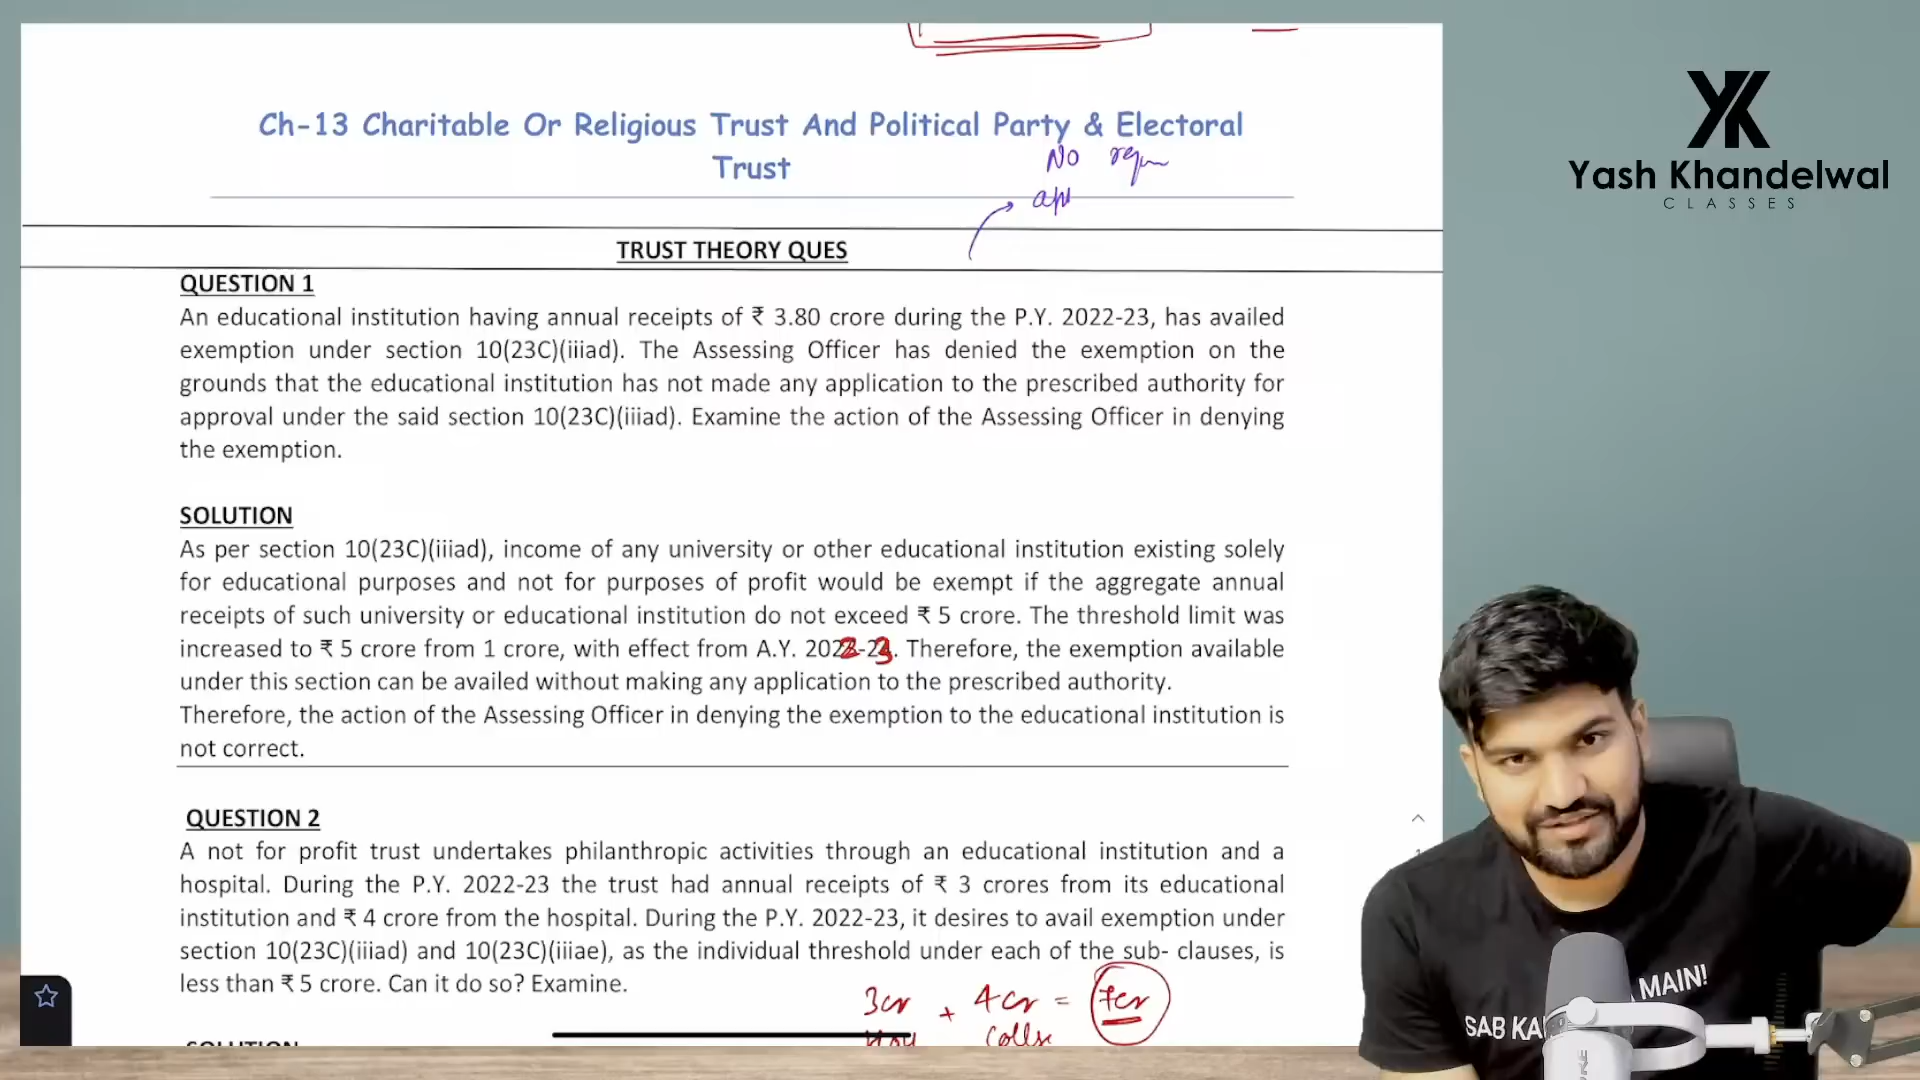 Ch-13 Charitable Or Religious Trust And Political Party & Electoral
Trust
No
TRUST THEORY QUES
QUESTION 1
An educational institution having annual receipts of ₹ 3.80 crore during the P.Y. 2022-23, has availed
exemption under section 10(23C)(iiiad). The Assessing Officer has denied the exemption on the
grounds that the educational institution has not made any application to the prescribed authority for
approval under the said section 10(23C)(iiiad). Examine the action of the Assessing Officer in denying
the exemption.
SOLUTION
As per section 10(23C)(iiiad), income of any university or other educational institution existing solely
for educational purposes and not for purposes of profit would be exempt if the aggregate annual
receipts of such university or educational institution do not exceed ₹ 5 crore. The threshold limit was
increased to ₹ 5 crore from 1 crore, with effect from A.Y. 2022-23. Therefore, the exemption available
under this section can be availed without making any application to the prescribed authority.
Therefore, the action of the Assessing Officer in denying the exemption to the educational institution is
not correct.
QUESTION 2
A not for profit trust undertakes philanthropic activities through an educational institution and a
hospital. During the P.Y. 2022-23 the trust had annual receipts of ₹ 3 crores from its educational
institution and ₹ 4 crore from the hospital. During the P.Y. 2022-23, it desires to avail exemption under
section 10(23C)(iiiad) and 10(23C)(iiiae), as the individual threshold under each of the sub- clauses, is
less than ₹ 5 crore. Can it do so? Examine.
3cr + 4cr = 7cr
SOLUTION
YK
Yash Khandelwal
CLASSES
MAIN!
SAB KA